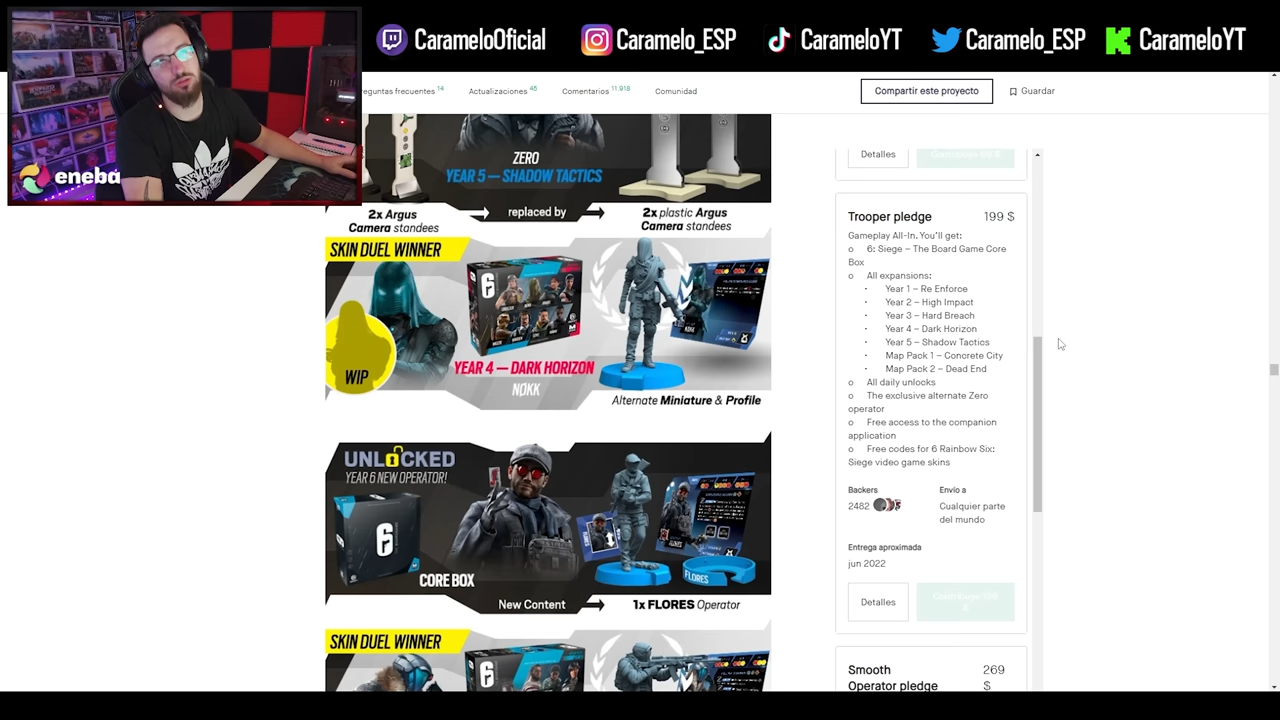 CarameloOficial
Caramelo_ESP
CarameloYT
Caramelo_ESP
CarameloYT
eneba
reguntas frecuentes 14
Actualizaciones 45
Comentarios 11.918
Comunidad
Compartir este proyecto
Guardar
ZERO
YEAR 5 — SHADOW TACTICS
2x Argus
Camera standees
replaced by
2x plastic Argus
Camera standees
SKIN DUEL WINNER
WIP
YEAR 4 — DARK HORIZON
NØKK
Alternate Miniature & Profile
UNLOCKED
YEAR 6 NEW OPERATOR!
6
CORE BOX
FLORES
New Content
1x FLORES Operator
SKIN DUEL WINNER
Detalles
Trooper pledge 199 $
Gameplay All-In. You'll get:
o 6: Siege – The Board Game Core
Box
o All expansions:
· Year 1 – Re Enforce
· Year 2 – High Impact
· Year 3 – Hard Breach
· Year 4 – Dark Horizon
· Year 5 – Shadow Tactics
· Map Pack 1 – Concrete City
· Map Pack 2 – Dead End
o All daily unlocks
o The exclusive alternate Zero
operator
o Free access to the companion
application
o Free codes for 6 Rainbow Six:
Siege video game skins
Backers
2482
Envío a
Cualquier parte
del mundo
Entrega aproximada
jun 2022
Detalles
Smooth 269
Operator pledge $